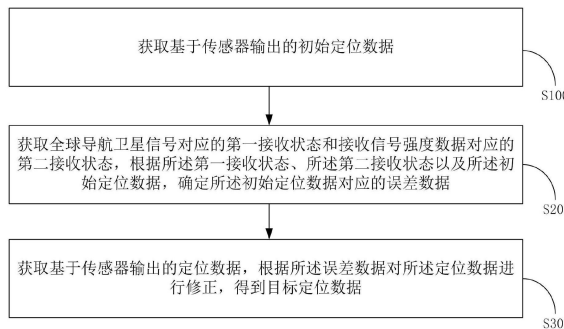 获取基于传感器输出的初始定位数据
S100
获取全球导航卫星信号对应的第一接收状态和接收信号强度数据对应的
第二接收状态，根据所述第一接收状态、所述第二接收状态以及所述初
始定位数据，确定所述初始定位数据对应的误差数据
S20
获取基于传感器输出的定位数据，根据所述误差数据对所述定位数据进
行修正，得到目标定位数据
S30